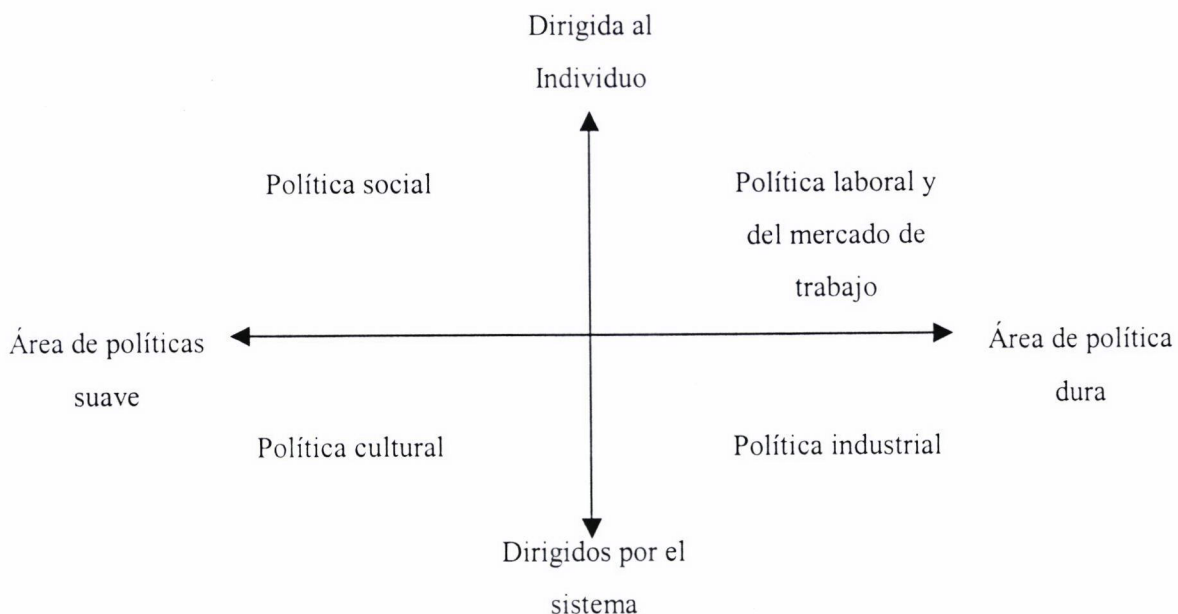 Dirigida al
Individuo
Política social
Política laboral y
del mercado de
trabajo
Área de políticas
suave
Área de política
dura
Política cultural
Política industrial
Dirigidos por el
sistema